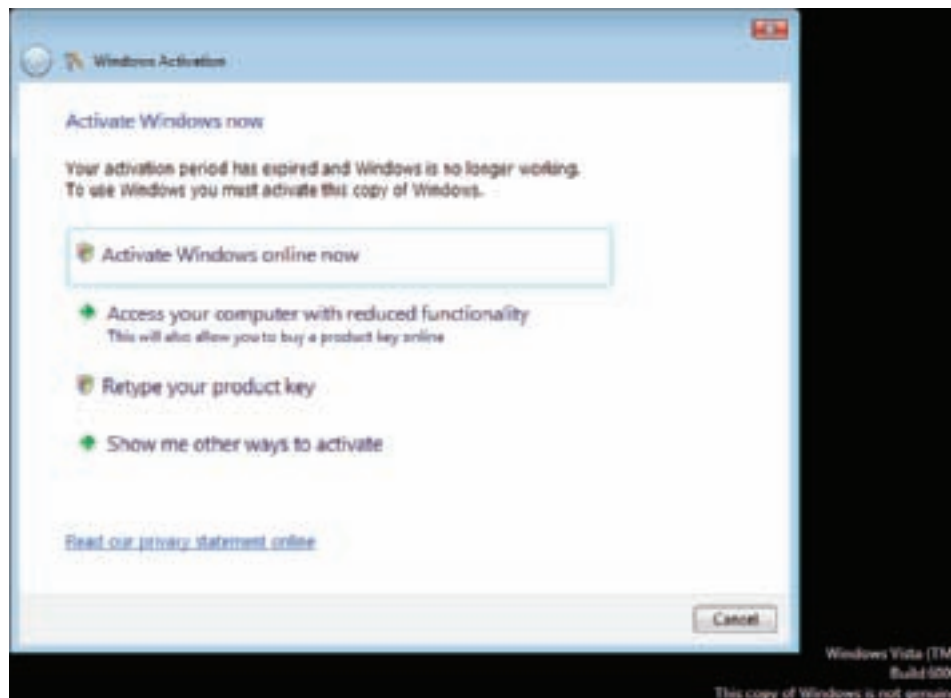 Windows Activation
Activate Windows now
Your activation period has expired and Windows is no longer working.
To use Windows you must activate this copy of Windows.
Activate Windows online now
Access your computer with reduced functionality
This will also allow you to buy a product key online
Retype your product key
Show me other ways to activate
Read our privacy statement online
Cancel
Windows Vista (TM
Build 600
This copy of Windows is not genuin